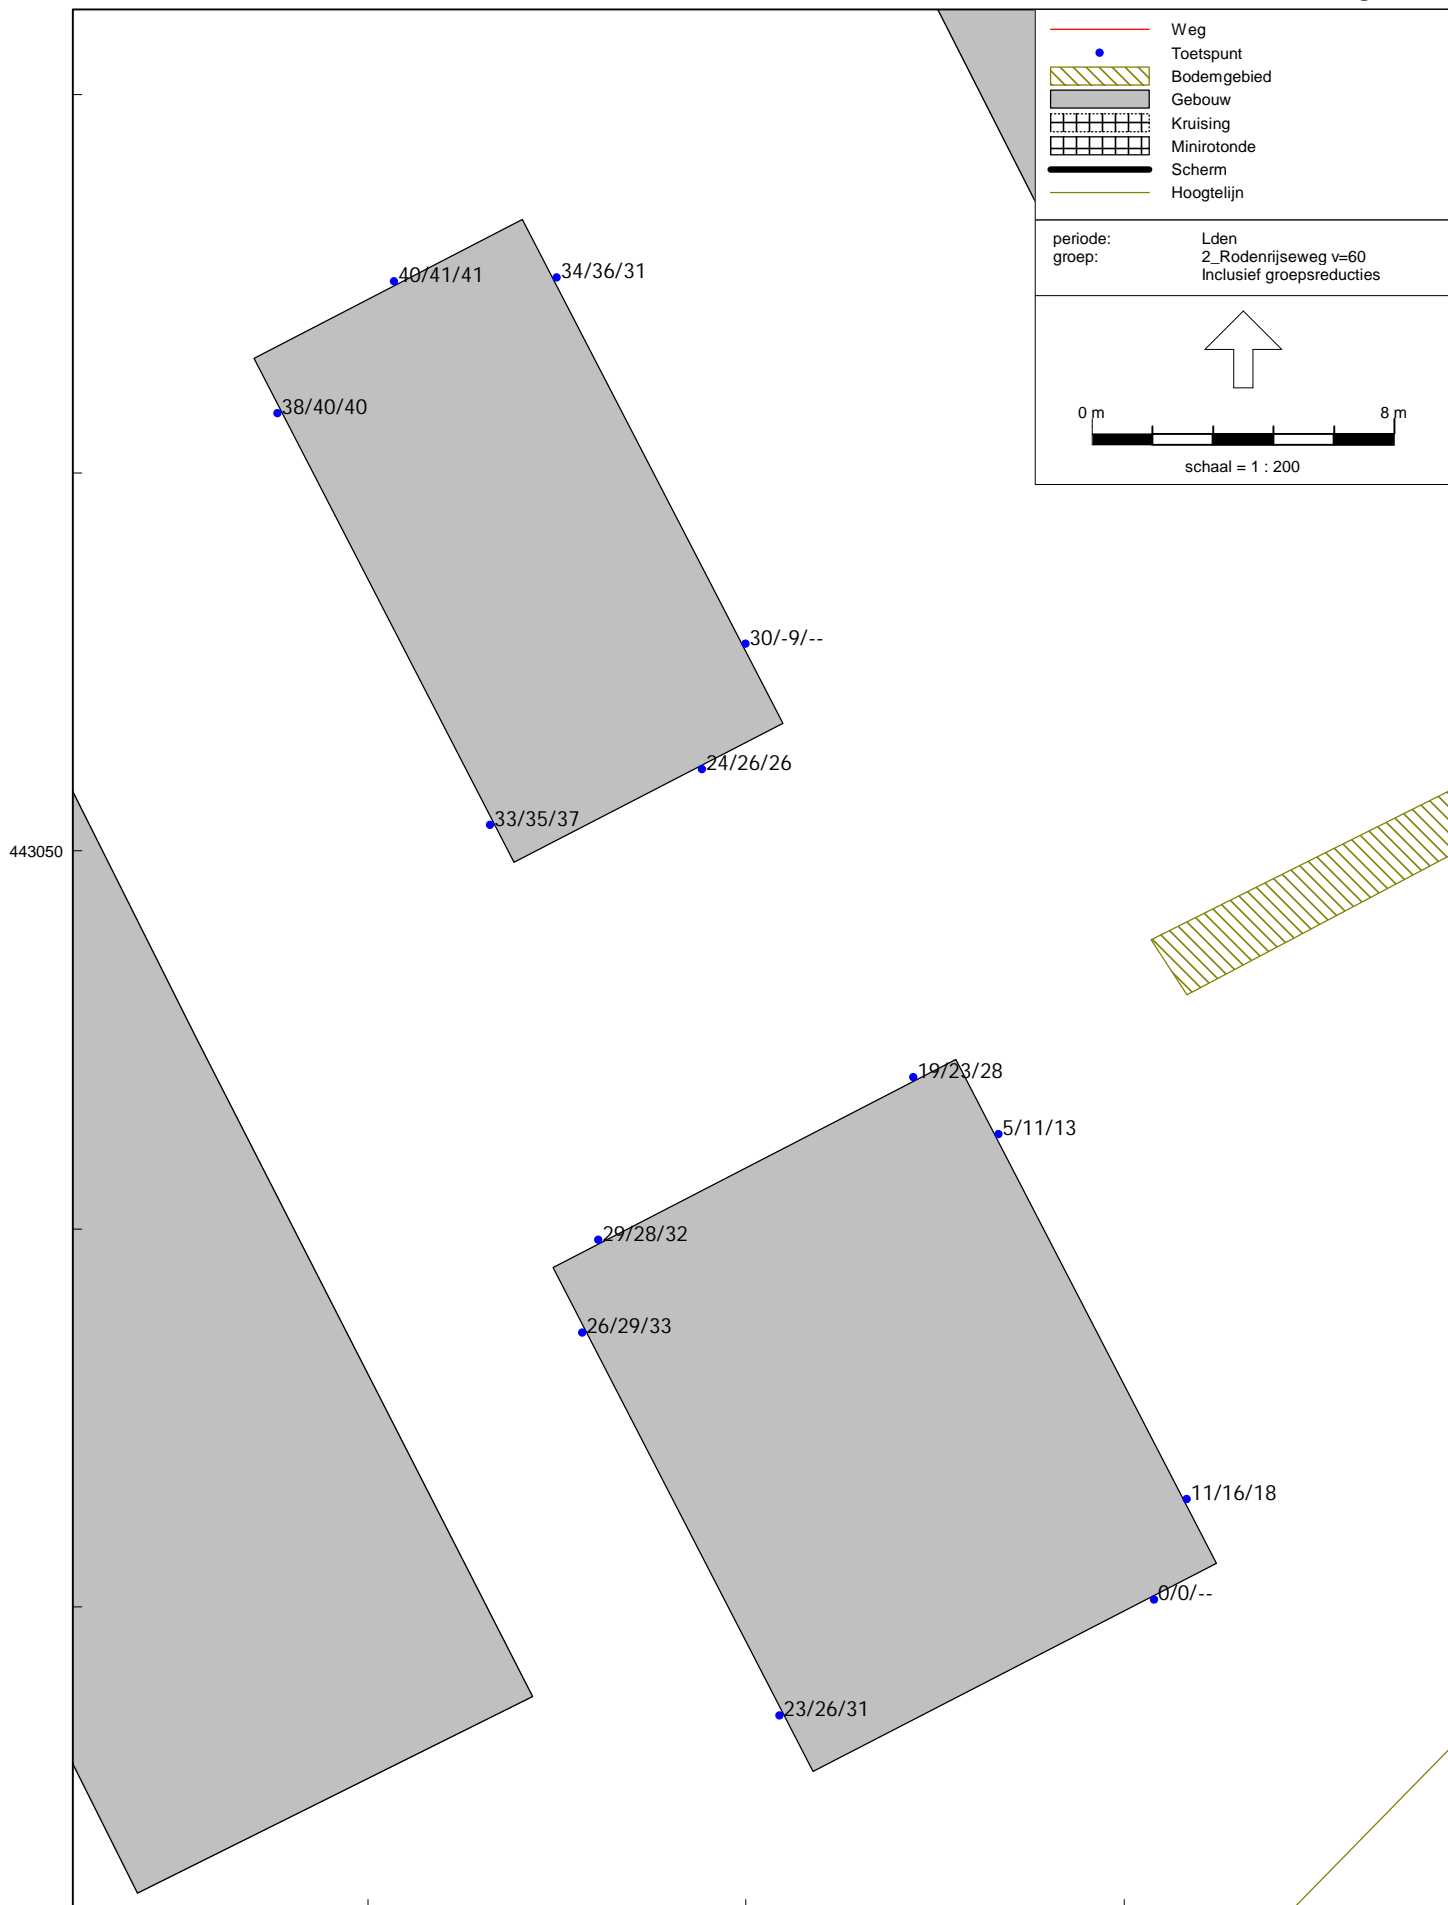 Weg
Toetspunt
Bodemgebied
Gebouw
Kruising
Minirotonde
Scherm
Hoogtelijn
periode: Lden
groep: 2_Rodenrijseweg v=60
Inclusief groepsreducties
0 m 8 m
schaal = 1 : 200
40/41/41
34/36/31
38/40/40
30/-9/--
24/26/26
33/35/37
443050
19/23/28
5/11/13
29/28/32
26/29/33
11/16/18
0/0/--
23/26/31